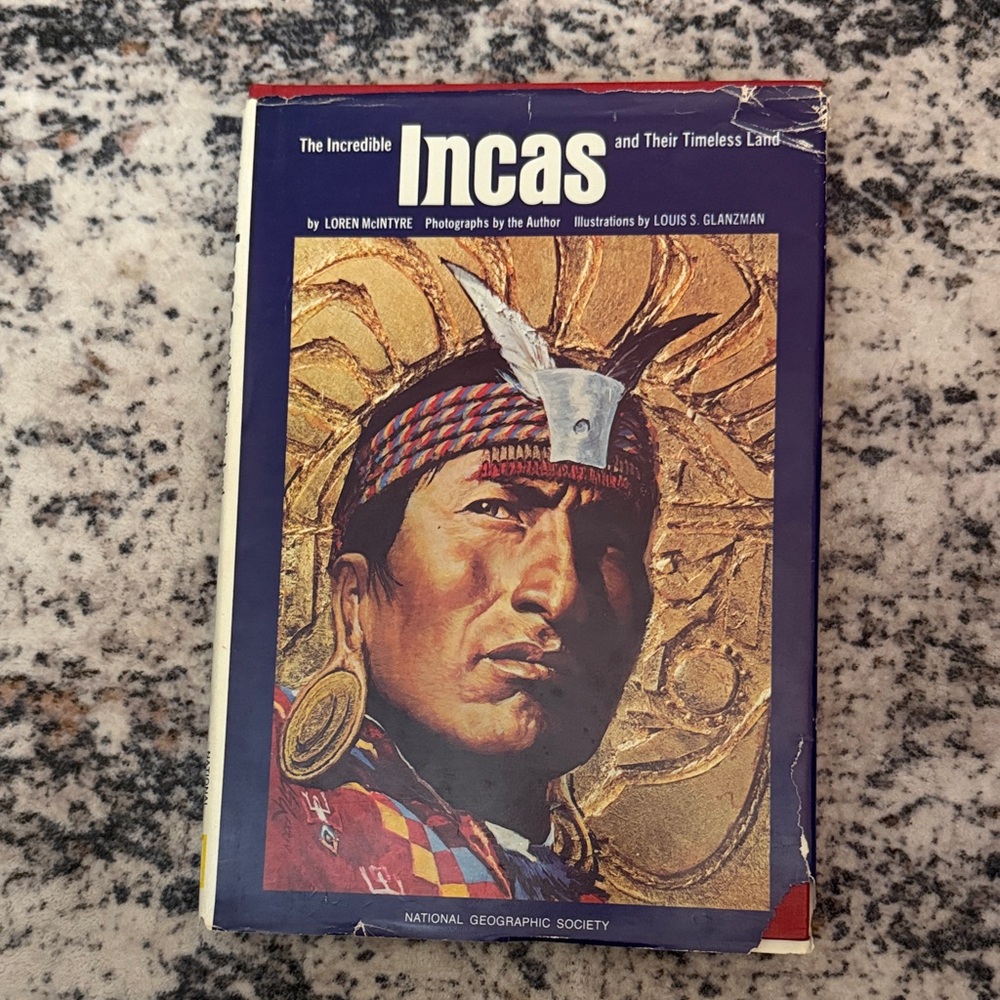 The Incredible Incas and Their Timeless Land
by LOREN McINTYRE Photographs by the Author Illustrations by LOUIS S. GLANZMAN
NATIONAL GEOGRAPHIC SOCIETY